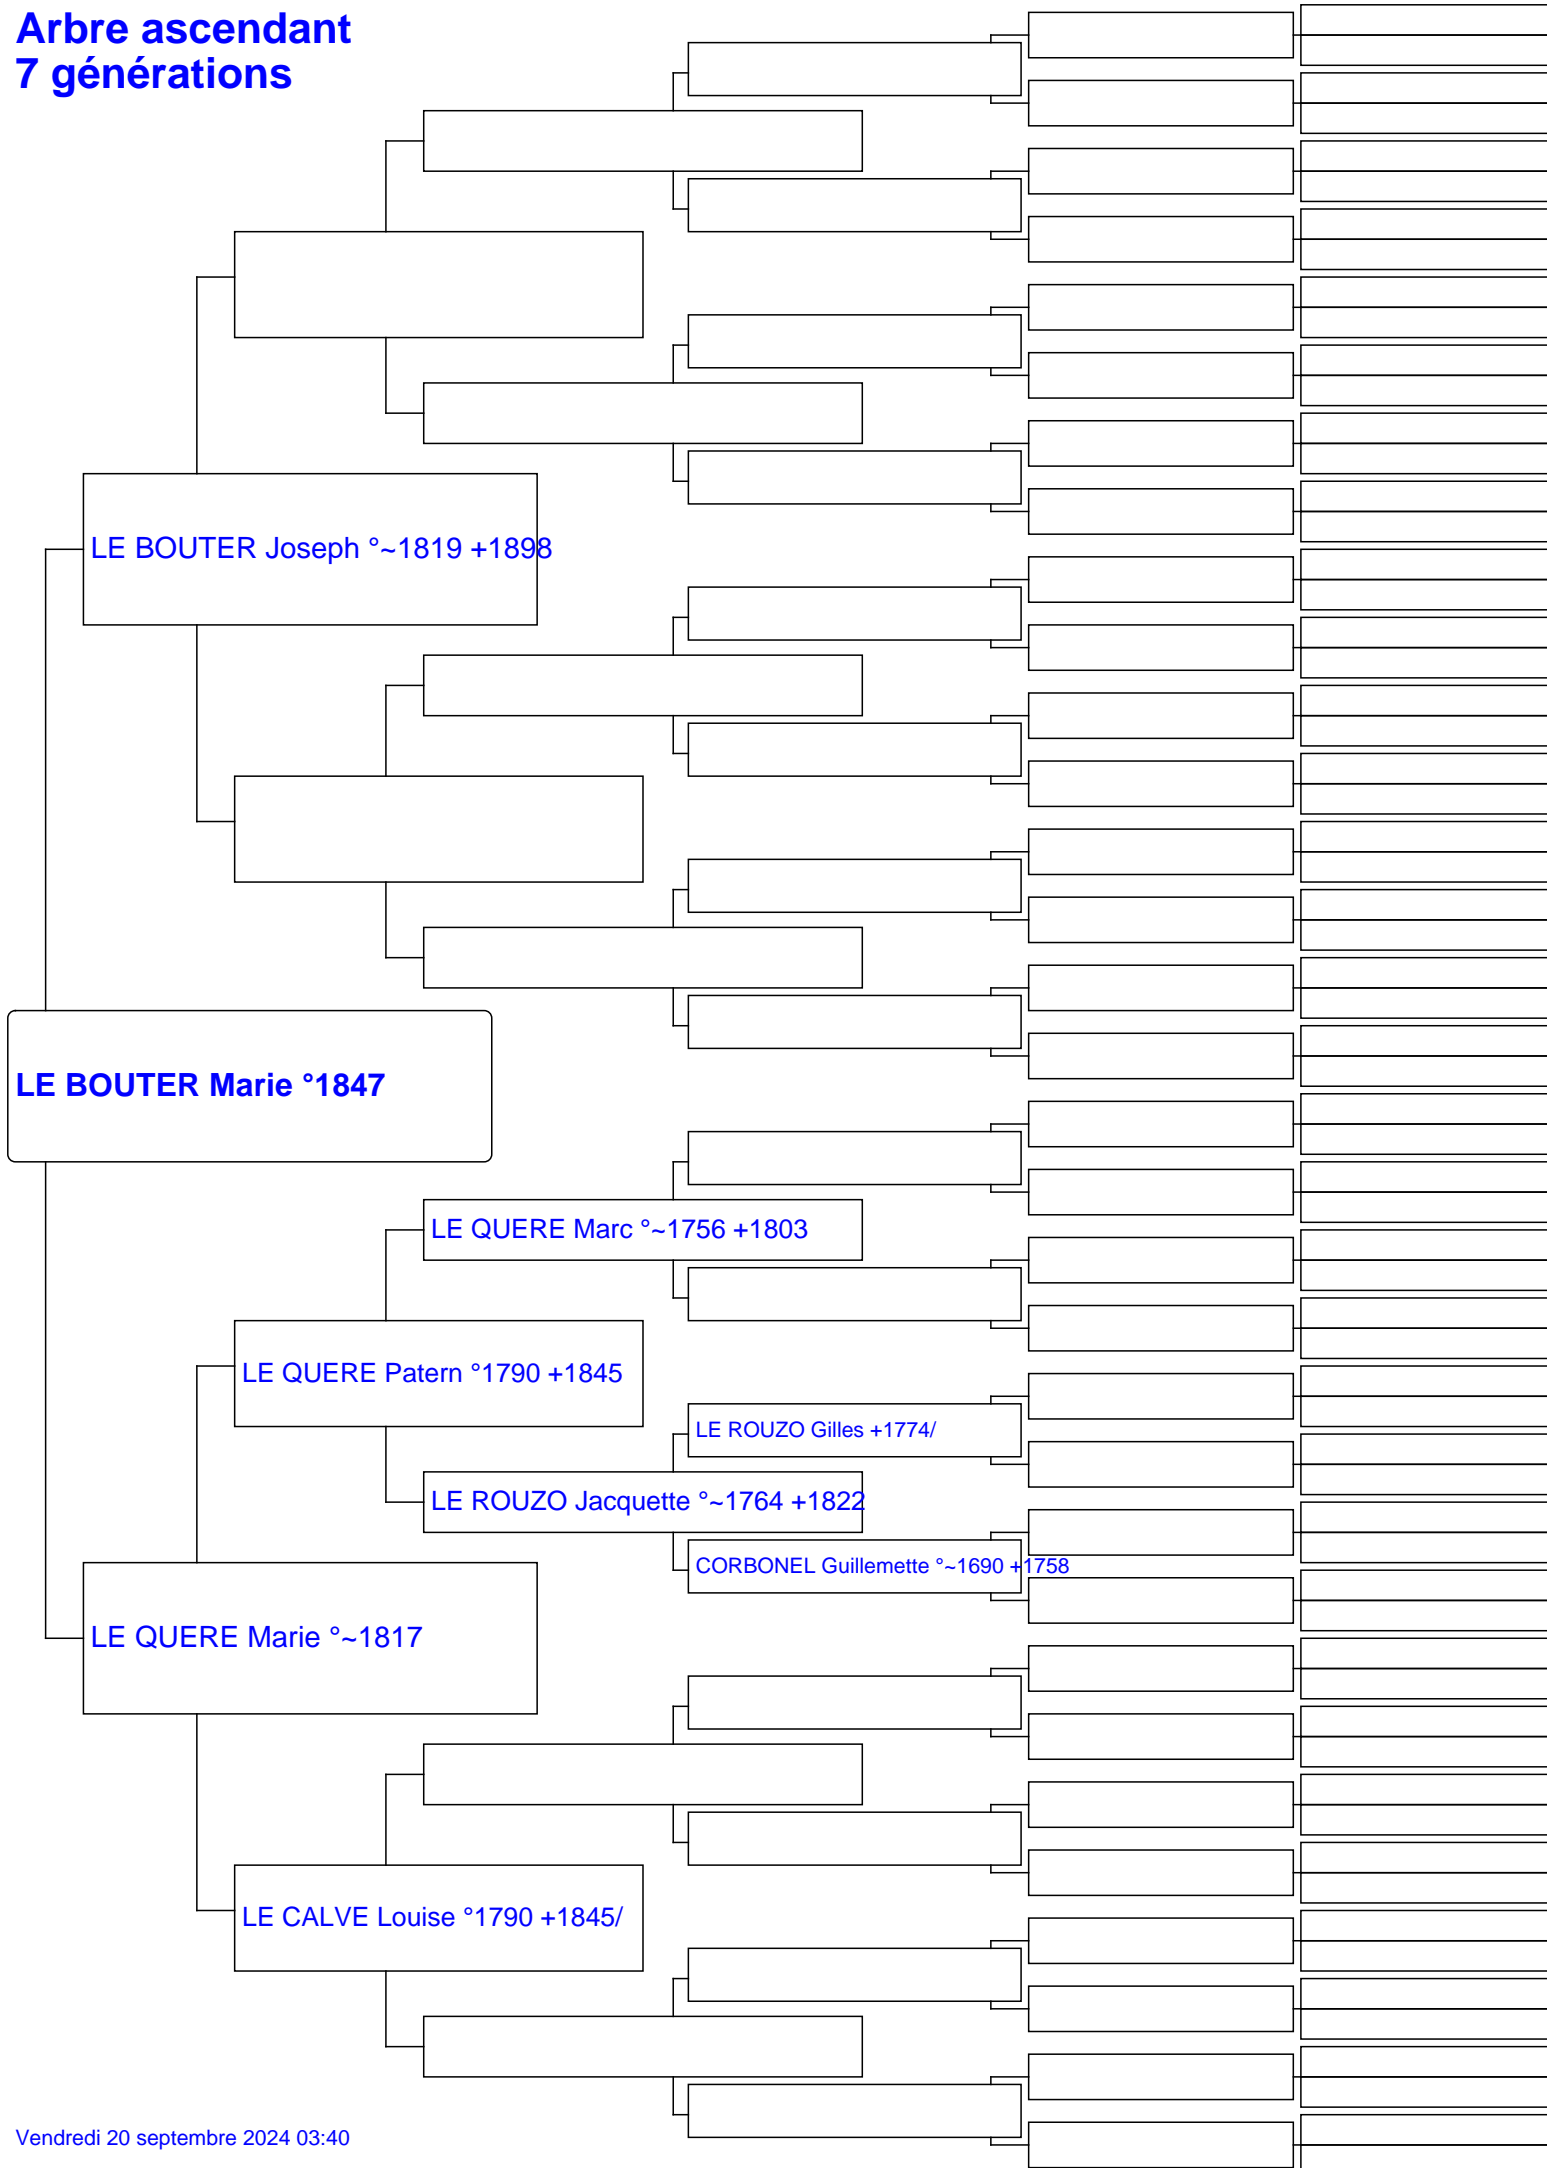 Arbre ascendant
7 générations
LE BOUTER Joseph °~1819 +1898
LE BOUTER Marie °1847
LE QUERE Marc °~1756 +1803
LE QUERE Patern °1790 +1845
LE ROUZO Gilles +1774/
LE ROUZO Jacquette °~1764 +1822
CORBONEL Guillemette °~1690 +1758
LE QUERE Marie °~1817
LE CALVE Louise °1790 +1845/
Vendredi 20 septembre 2024 03:40